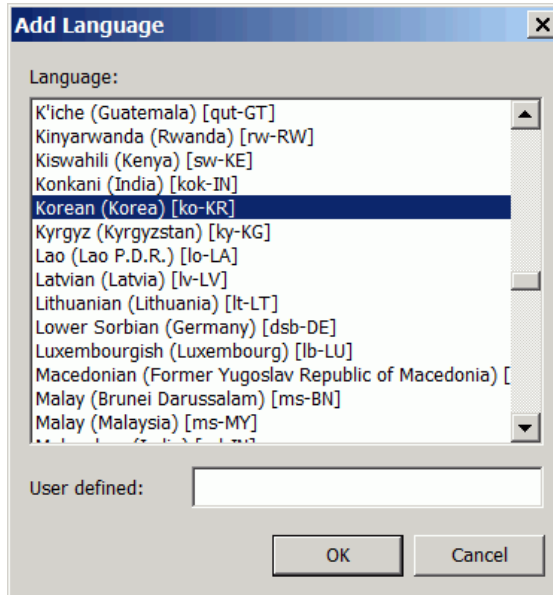 Add Language
Language:
K'iche (Guatemala) [qut-GT]
Kinyarwanda (Rwanda) [rw-RW]
Kiswahili (Kenya) [sw-KE]
Konkani (India) [kok-IN]
Korean (Korea) [ko-KR]
Kyrgyz (Kyrgyzstan) [ky-KG]
Lao (Lao P.D.R.) [lo-LA]
Latvian (Latvia) [lv-LV]
Lithuanian (Lithuania) [lt-LT]
Lower Sorbian (Germany) [dsb-DE]
Luxembourgish (Luxembourg) [lb-LU]
Macedonian (Former Yugoslav Republic of Macedonia) [
Malay (Brunei Darussalam) [ms-BN]
Malay (Malaysia) [ms-MY]
User defined:
OK Cancel